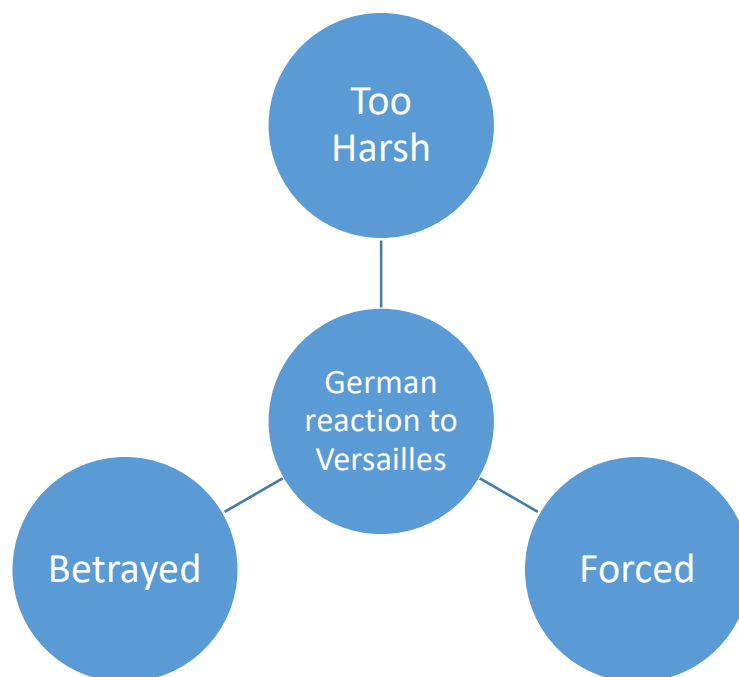 Too
Harsh
German
reaction to
Versailles
Betrayed
Forced